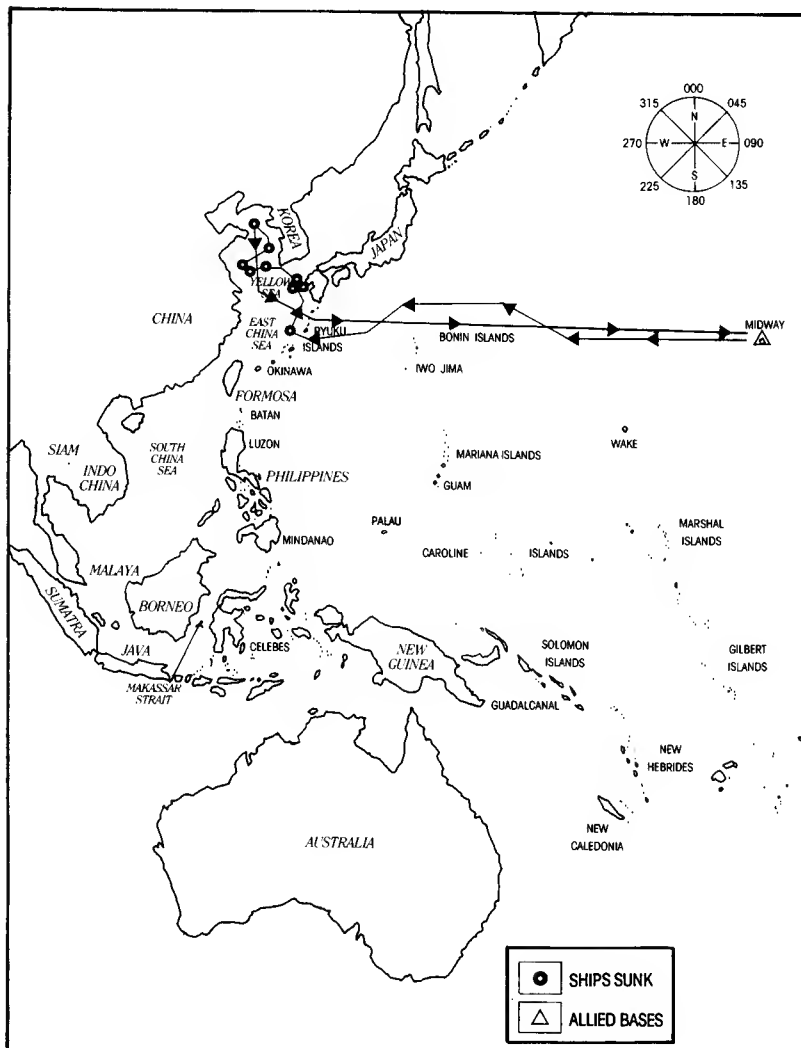 000
315
045
N
270
W
E
090
S
225
135
180
KOREA
JAPAN
YELLOW
SEA
CHINA
EAST
CHINA
SEA
RYUKU
ISLANDS
BONIN ISLANDS
MIDWAY
OKINAWA
IWO JIMA
FORMOSA
BATAN
LUZON
SOUTH
CHINA
SEA
SIAM
INDO
CHINA
MARIANA ISLANDS
WAKE
PHILIPPINES
GUAM
PALAU
MINDANAO
CAROLINE
ISLANDS
MARSHAL
ISLANDS
MALAYA
SUMATRA
BORNEO
JAVA
CELEBES
MAKASSAR
STRAIT
NEW
GUINEA
SOLOMON
ISLANDS
GILBERT
ISLANDS
GUADALCANAL
NEW
HEBRIDES
NEW
CALEDONIA
AUSTRALIA
SHIPS SUNK
ALLIED BASES